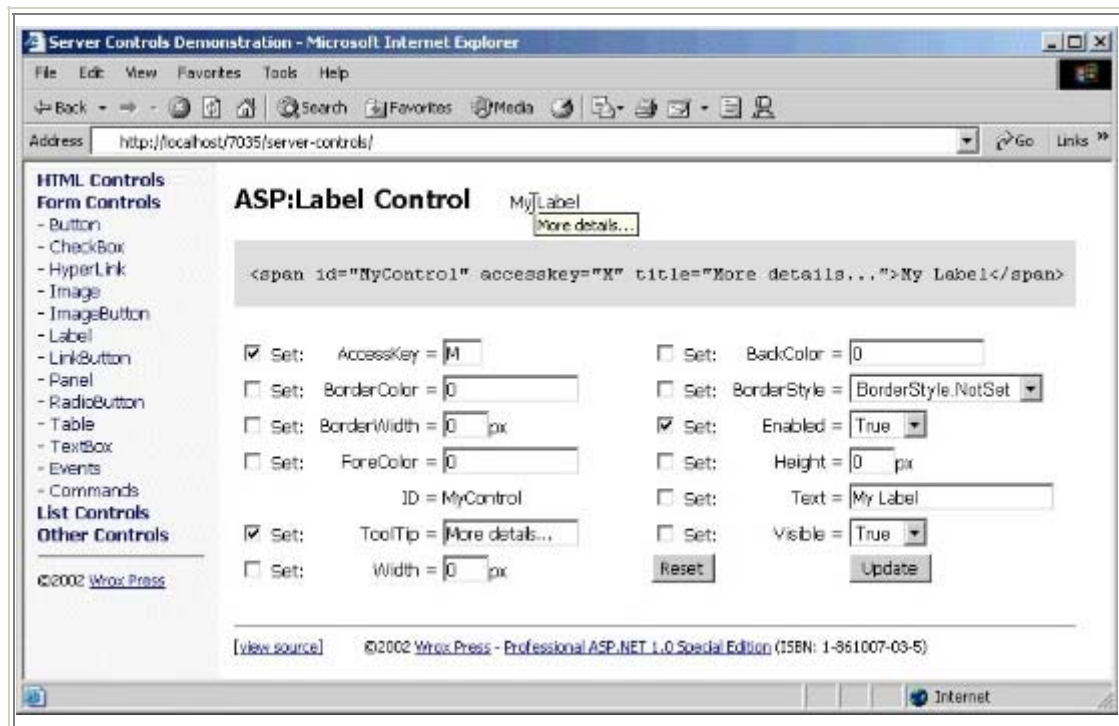 Server Controls Demonstration - Microsoft Internet Explorer
File Edit View Favorites Tools Help
Back Search Favorites Media
Address http://localhost/7035/server-controls/ Go Links »
HTML Controls
Form Controls
- Button
- CheckBox
- HyperLink
- Image
- ImageButton
- Label
- LinkButton
- Panel
- RadioButton
- Table
- TextBox
- Events
- Commands
List Controls
Other Controls
©2002 Wrox Press
ASP:Label Control My Label
More details...
<span id="MyControl" accesskey="M" title="More details...">My Label</span>
Set: AccessKey = M Set: BackColor = 0
Set: BorderColor = 0 Set: BorderStyle = BorderStyle.NotSet
Set: BorderWidth = 0 px Set: Enabled = True
Set: ForeColor = 0 Set: Height = 0 px
ID = MyControl Set: Text = My Label
Set: ToolTip = More details... Set: Visible = True
Set: Width = 0 px Reset Update
[view source] ©2002 Wrox Press - Professional ASP.NET 1.0 Special Edition (ISBN: 1-861007-03-5)
Internet